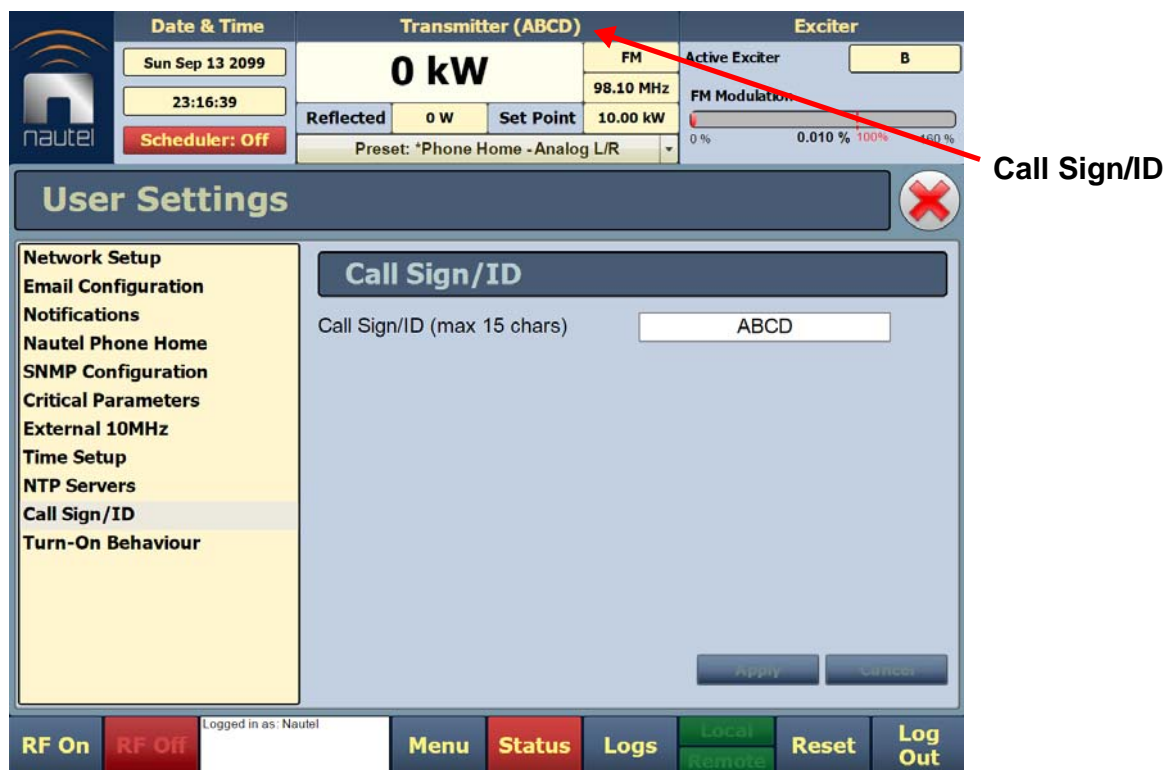 Date & Time
Transmitter (ABCD)
Exciter
nautel
Sun Sep 13 2099
23:16:39
Scheduler: Off
0 kW
FM
98.10 MHz
Reflected 0 W Set Point 10.00 kW
Preset: *Phone Home - Analog L/R
Active Exciter B
FM Modulation
0 % 0.010 % 100% 160 %
Call Sign/ID
User Settings
Network Setup
Email Configuration
Notifications
Nautel Phone Home
SNMP Configuration
Critical Parameters
External 10MHz
Time Setup
NTP Servers
Call Sign/ID
Turn-On Behaviour
Call Sign/ID
Call Sign/ID (max 15 chars) ABCD
Apply Cancel
RF On
RF Off
Logged in as: Nautel
Menu
Status
Logs
Local
Remote
Reset
Log
Out